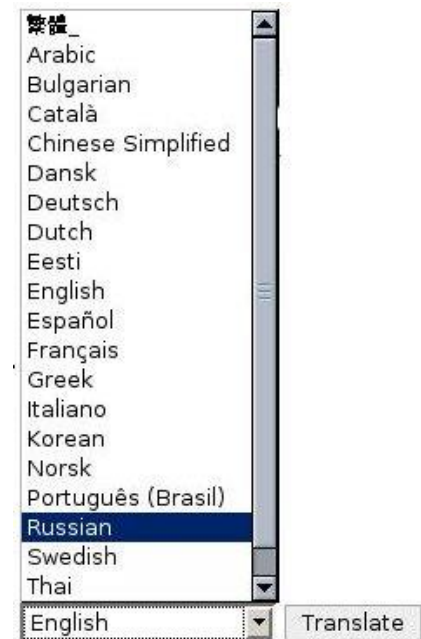 繁體_
Arabic
Bulgarian
Català
Chinese Simplified
Dansk
Deutsch
Dutch
Eesti
English
Español
Français
Greek
Italiano
Korean
Norsk
Português (Brasil)
Russian
Swedish
Thai
English Translate